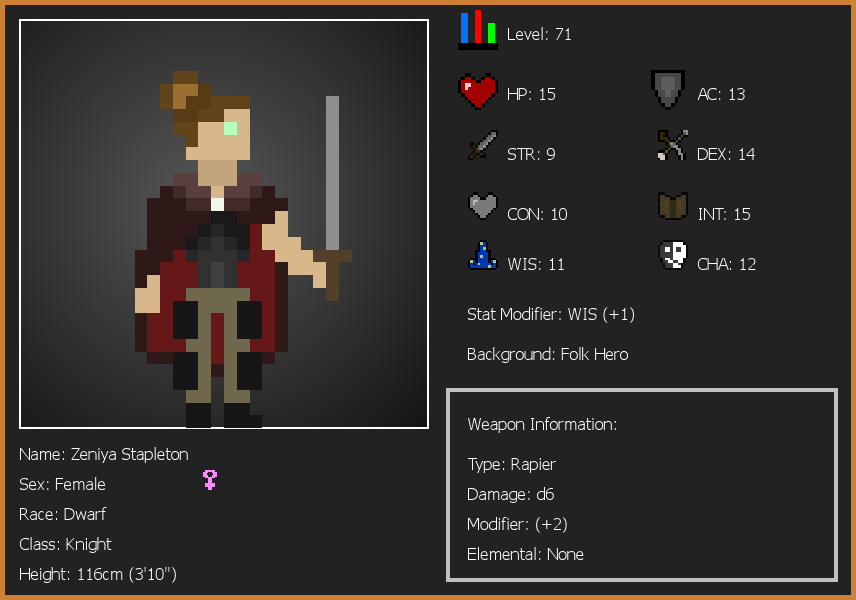 Level: 71
HP: 15
AC: 13
STR: 9
DEX: 14
CON: 10
INT: 15
WIS: 11
CHA: 12
Stat Modifier: WIS (+1)
Background: Folk Hero
Weapon Information:
Type: Rapier
Damage: d6
Modifier: (+2)
Elemental: None
Name: Zeniya Stapleton
Sex: Female
Race: Dwarf
Class: Knight
Height: 116cm (3'10")